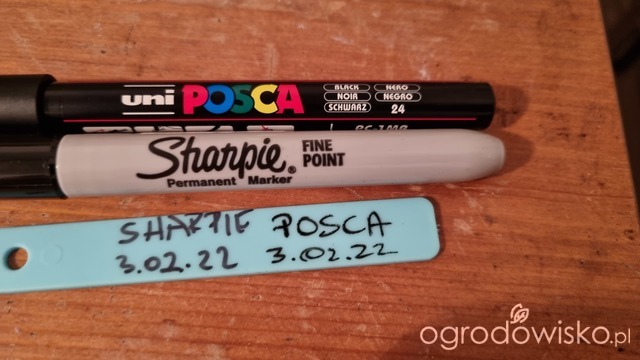 uni POSCA
BLACK NERO
NOIR NEGRO
SCHWARZ 24
Sharpie® FINE POINT
Permanent Marker
SHARPIE POSCA
3.02.22 3.02.22
ogrodowisko.pl